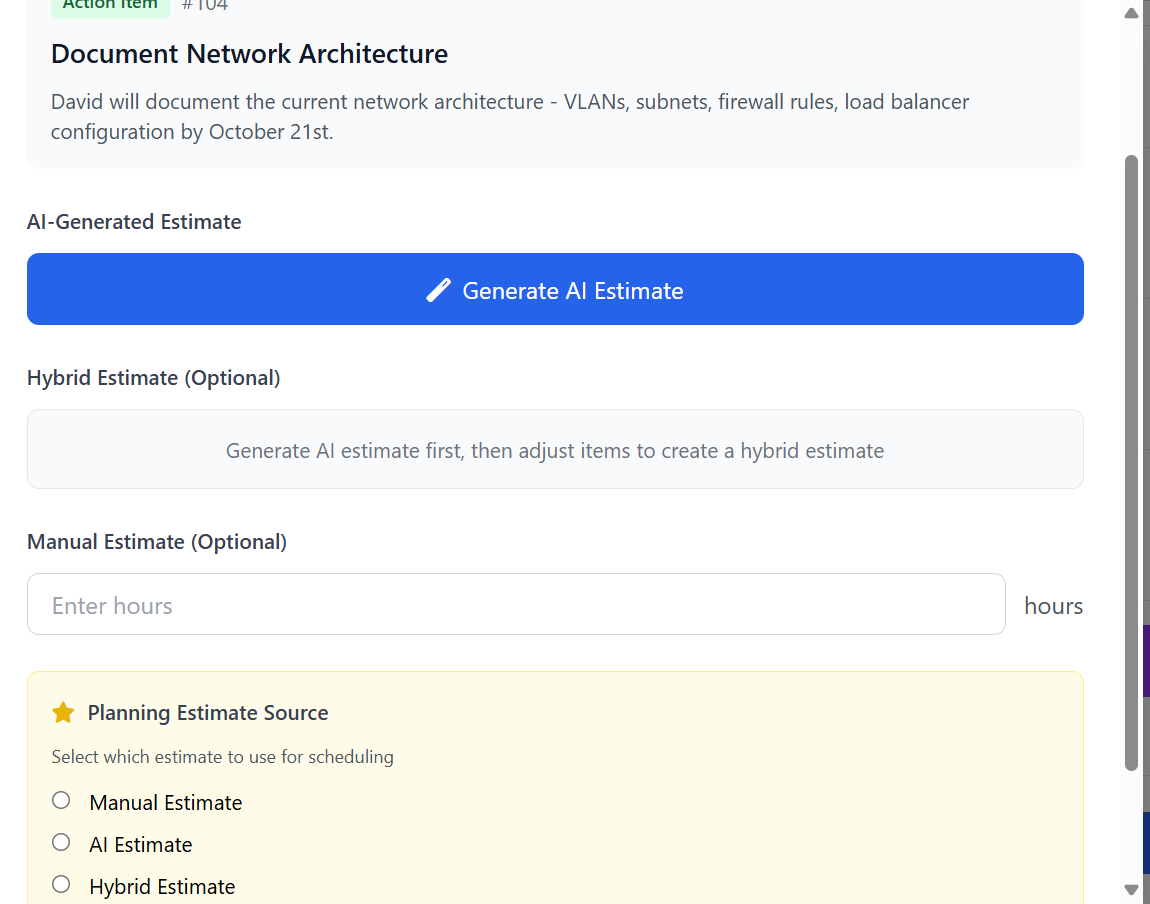 Action Item #104
Document Network Architecture
David will document the current network architecture - VLANs, subnets, firewall rules, load balancer
configuration by October 21st.
AI-Generated Estimate
Generate AI Estimate
Hybrid Estimate (Optional)
Generate AI estimate first, then adjust items to create a hybrid estimate
Manual Estimate (Optional)
Enter hours hours
Planning Estimate Source
Select which estimate to use for scheduling
Manual Estimate
AI Estimate
Hybrid Estimate